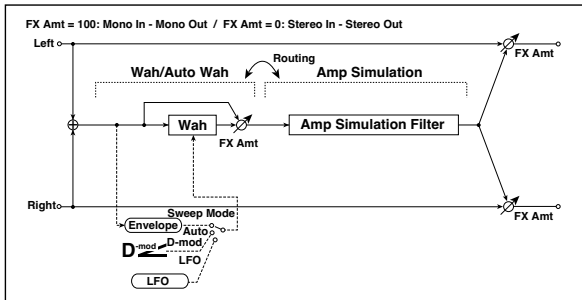 FX Amt = 100: Mono In - Mono Out / FX Amt = 0: Stereo In - Stereo Out
Left
FX Amt
Wah/Auto Wah
Routing
Amp Simulation
Wah
FX Amt
Amp Simulation Filter
Right
FX Amt
Sweep Mode
Envelope
Auto
D-mod
D-mod
LFO
LFO